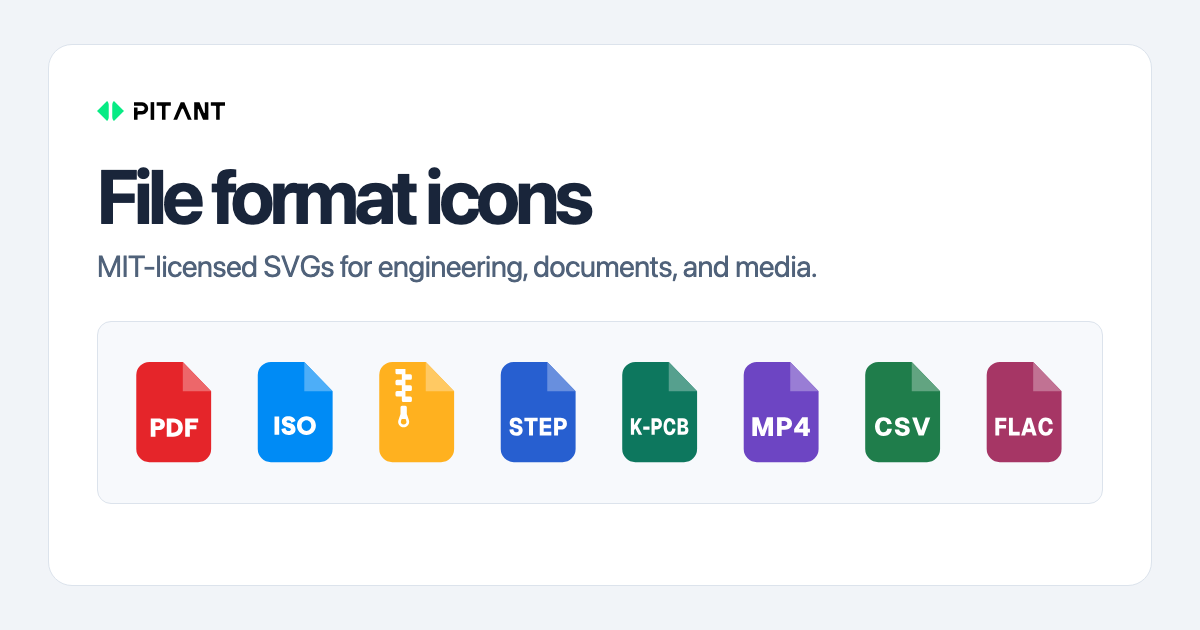 PITANT
File format icons
MIT-licensed SVGs for engineering, documents, and media.
PDF ISO STEP K-PCB MP4 CSV FLAC